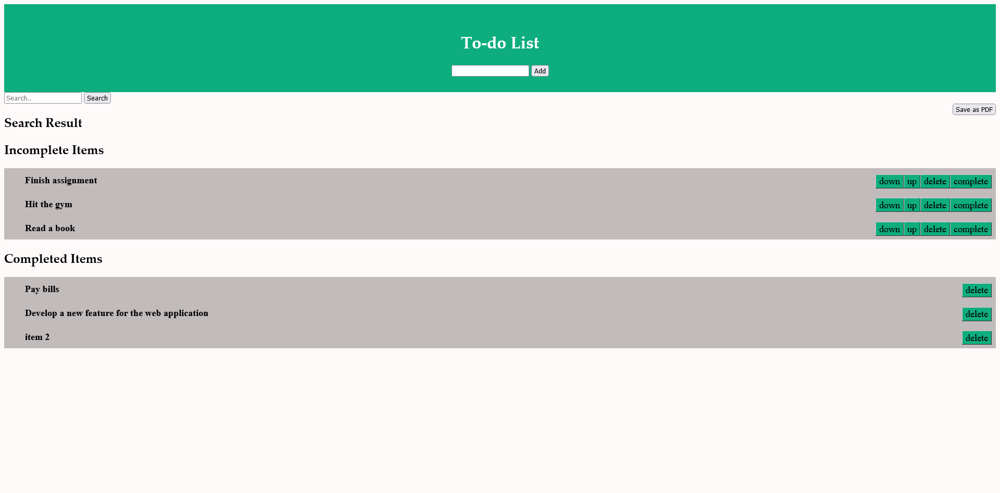 To-do List
Add
Search.. Search
Save as PDF
Search Result
Incomplete Items
Finish assignment down up delete complete
Hit the gym down up delete complete
Read a book down up delete complete
Completed Items
Pay bills delete
Develop a new feature for the web application delete
item 2 delete